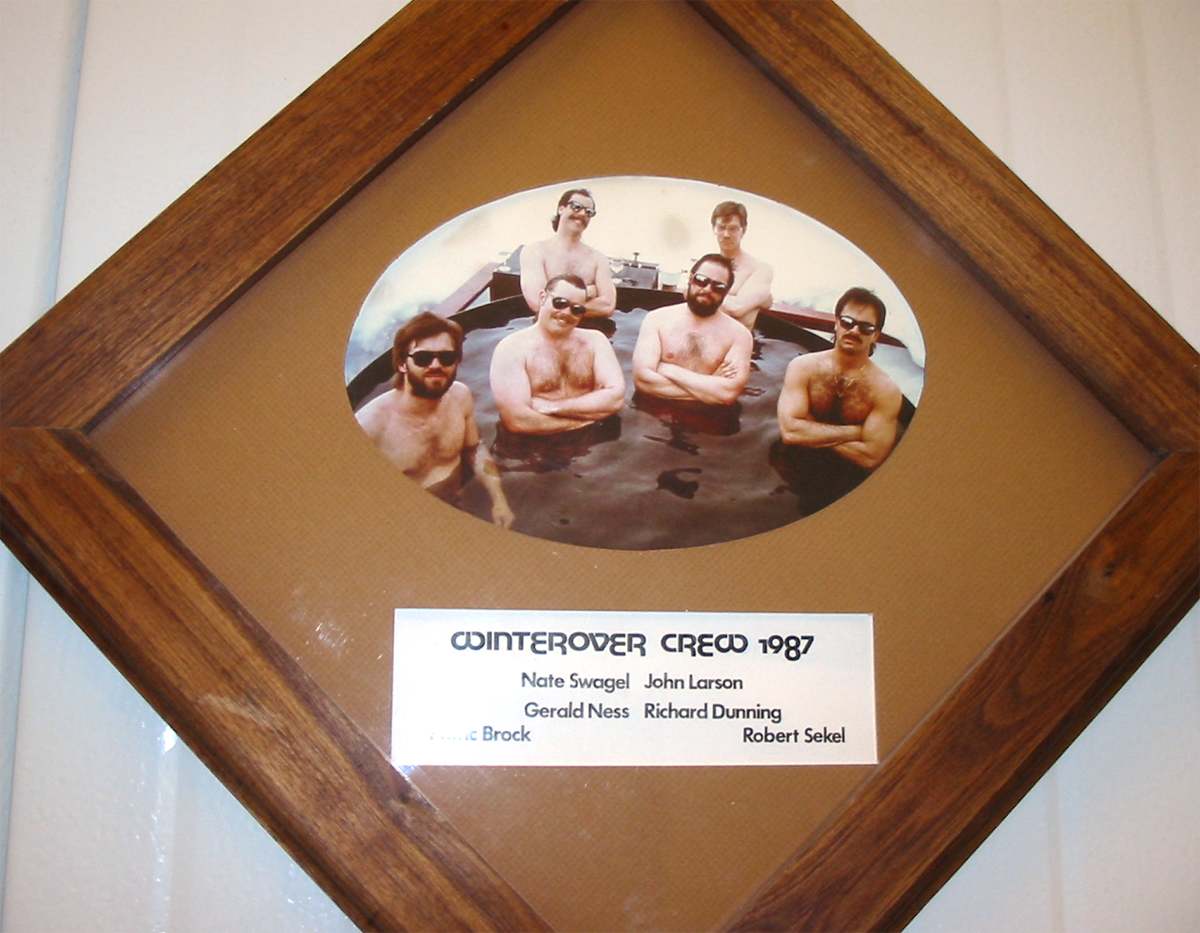 WINTEROVER CREW 1987
Nate Swagel John Larson
Gerald Ness Richard Dunning
Brock Robert Sekel